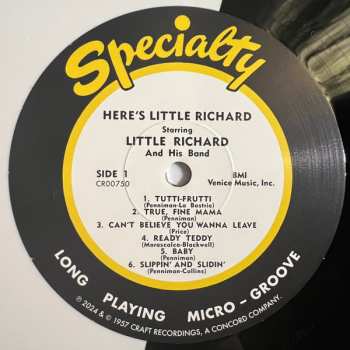 Specialty
HERE'S LITTLE RICHARD
Starring
LITTLE RICHARD
And His Band
SIDE 1
CR00750
BMI
Venice Music, Inc.
1. TUTTI-FRUTTI
(Penniman-La Bostrie)
2. TRUE, FINE MAMA
(Penniman)
3. CAN'T BELIEVE YOU WANNA LEAVE
(Price)
4. READY TEDDY
(Marascalco-Blackwell)
5. BABY
(Penniman)
6. SLIPPIN' AND SLIDIN'
(Penniman-Collins)
LONG PLAYING MICRO-GROOVE
℗ 2024 & © 1957 CRAFT RECORDINGS, A CONCORD COMPANY.